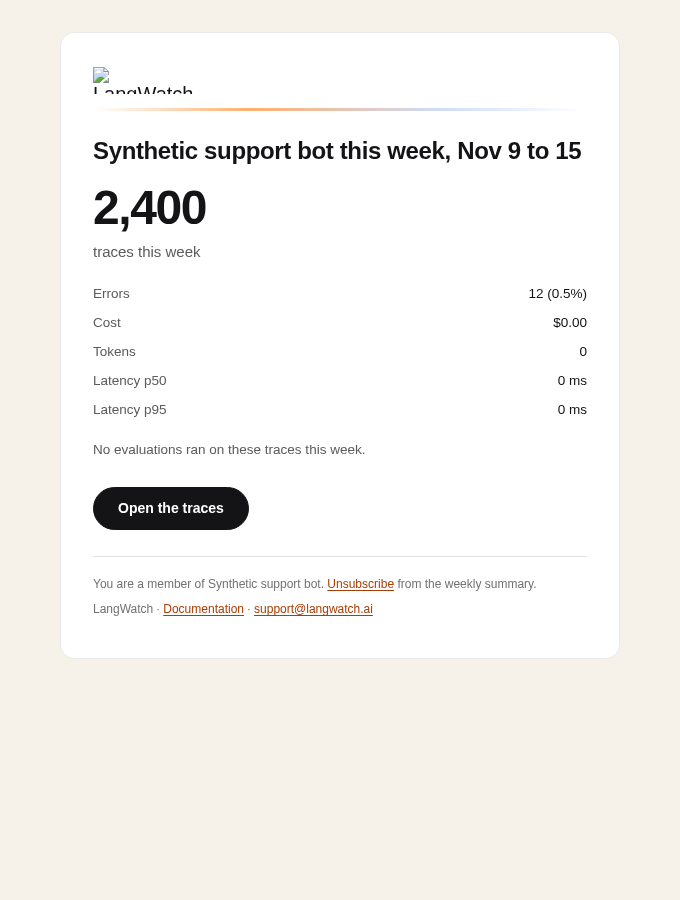 LangWatch
Synthetic support bot this week, Nov 9 to 15
2,400
traces this week
Errors 12 (0.5%)
Cost $0.00
Tokens 0
Latency p50 0 ms
Latency p95 0 ms
No evaluations ran on these traces this week.
Open the traces
You are a member of Synthetic support bot. Unsubscribe from the weekly summary.
LangWatch · Documentation · support@langwatch.ai